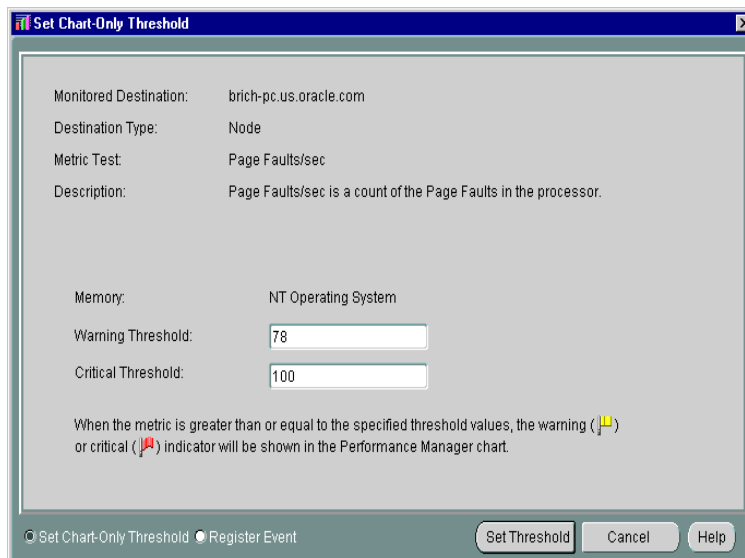 Set Chart-Only Threshold
Monitored Destination: brich-pc.us.oracle.com
Destination Type: Node
Metric Test: Page Faults/sec
Description: Page Faults/sec is a count of the Page Faults in the processor.
Memory: NT Operating System
Warning Threshold: 78
Critical Threshold: 100
When the metric is greater than or equal to the specified threshold values, the warning ( )
or critical ( ) indicator will be shown in the Performance Manager chart.
Set Chart-Only Threshold Register Event Set Threshold Cancel Help